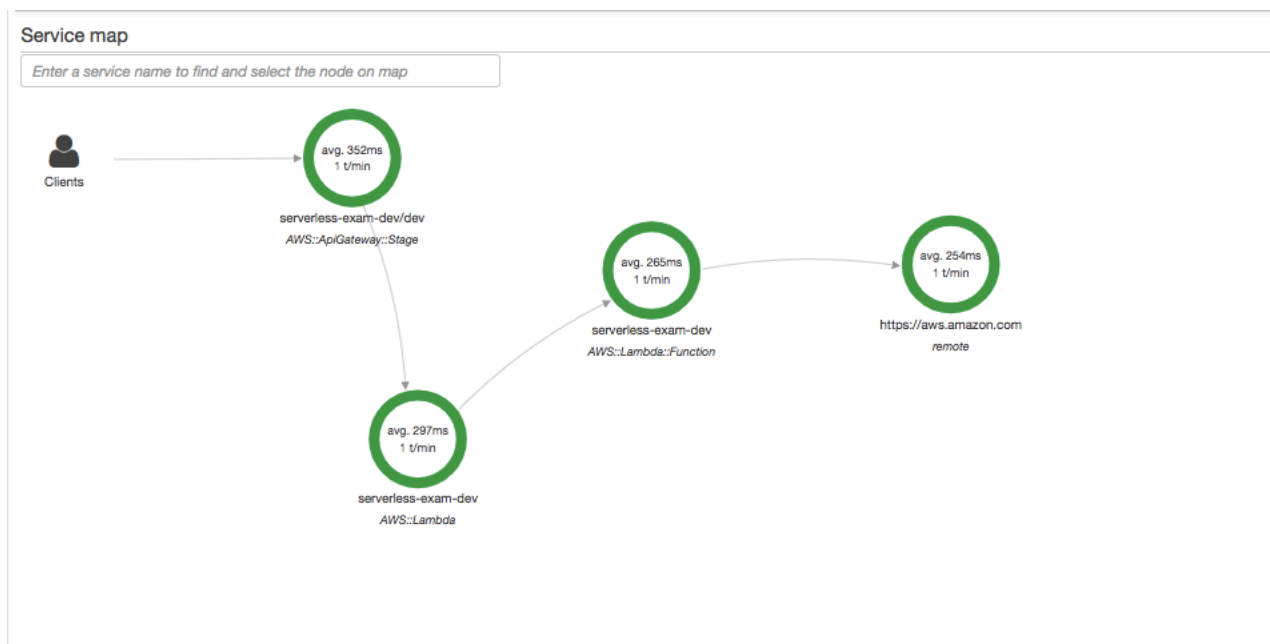 Service map
Enter a service name to find and select the node on map
Clients
avg. 352ms
1 t/min
serverless-exam-dev/dev
AWS::ApiGateway::Stage
avg. 297ms
1 t/min
serverless-exam-dev
AWS::Lambda
avg. 265ms
1 t/min
serverless-exam-dev
AWS::Lambda::Function
avg. 254ms
1 t/min
https://aws.amazon.com
remote